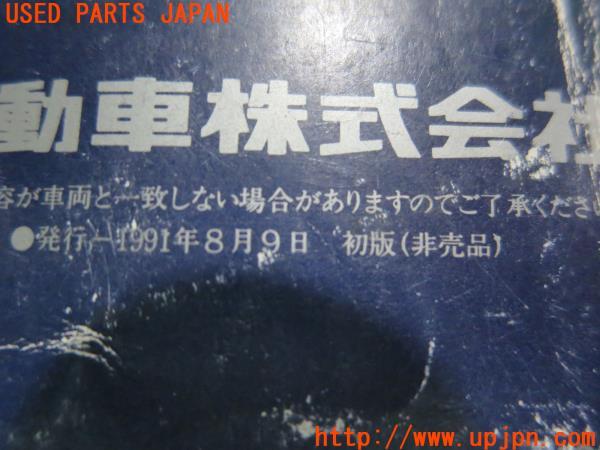 USED PARTS JAPAN
動車株式会社
容が車両と一致しない場合がありますのでご了承くださ
●発行―1991年8月9日 初版(非売品)
http://www.upjpn.com/